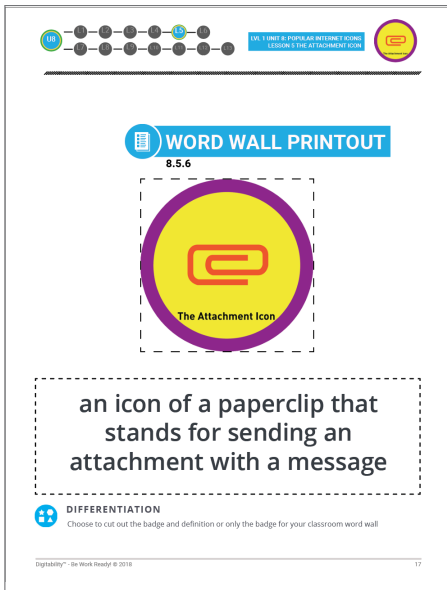 U8
L1 L2 L3 L4 L5 L6
L7 L8 L9 L10 L11 L12 L13
LVL 1 UNIT 8: POPULAR INTERNET ICONS
LESSON 5 THE ATTACHMENT ICON
The Attachment Icon
WORD WALL PRINTOUT
8.5.6
The Attachment Icon
an icon of a paperclip that
stands for sending an
attachment with a message
DIFFERENTIATION
Choose to cut out the badge and definition or only the badge for your classroom word wall
Digitability™ - Be Work Ready! © 2018
17